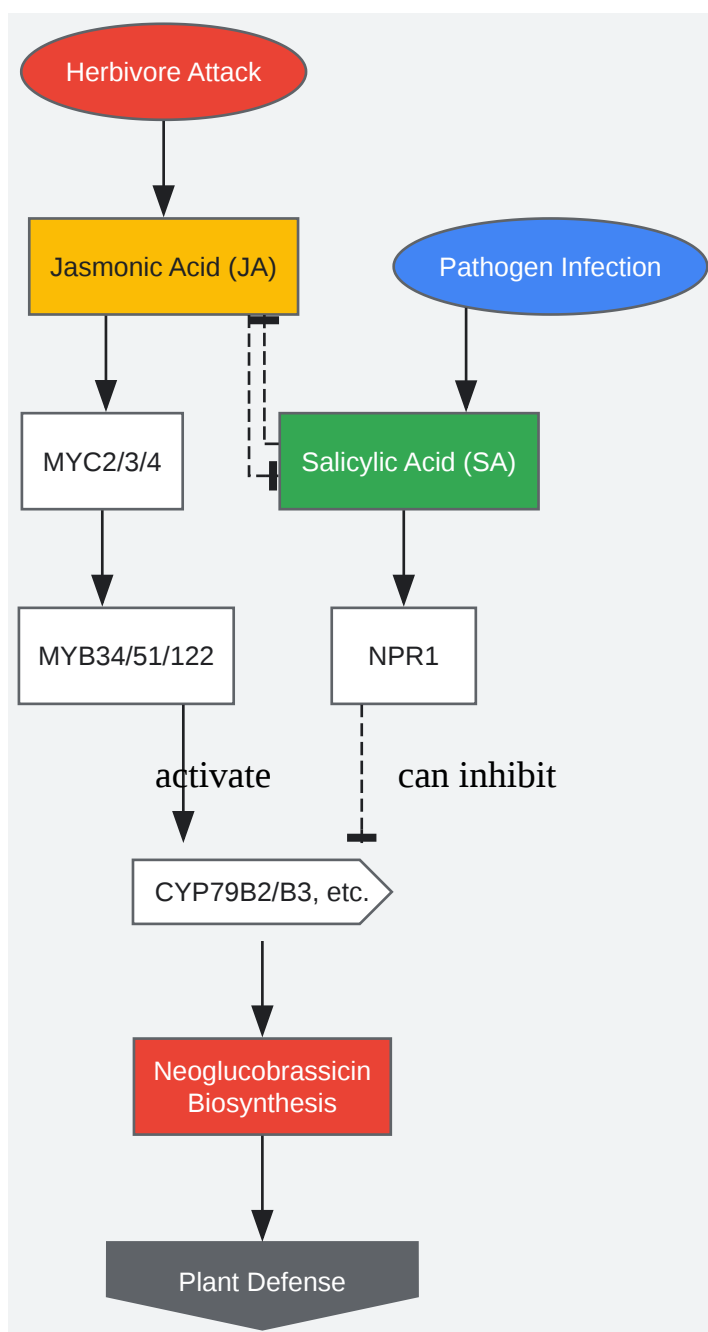 Herbivore Attack
Jasmonic Acid (JA)
Pathogen Infection
MYC2/3/4
Salicylic Acid (SA)
MYB34/51/122
NPR1
activate
can inhibit
CYP79B2/B3, etc.
Neoglucobrassicin
Biosynthesis
Plant Defense